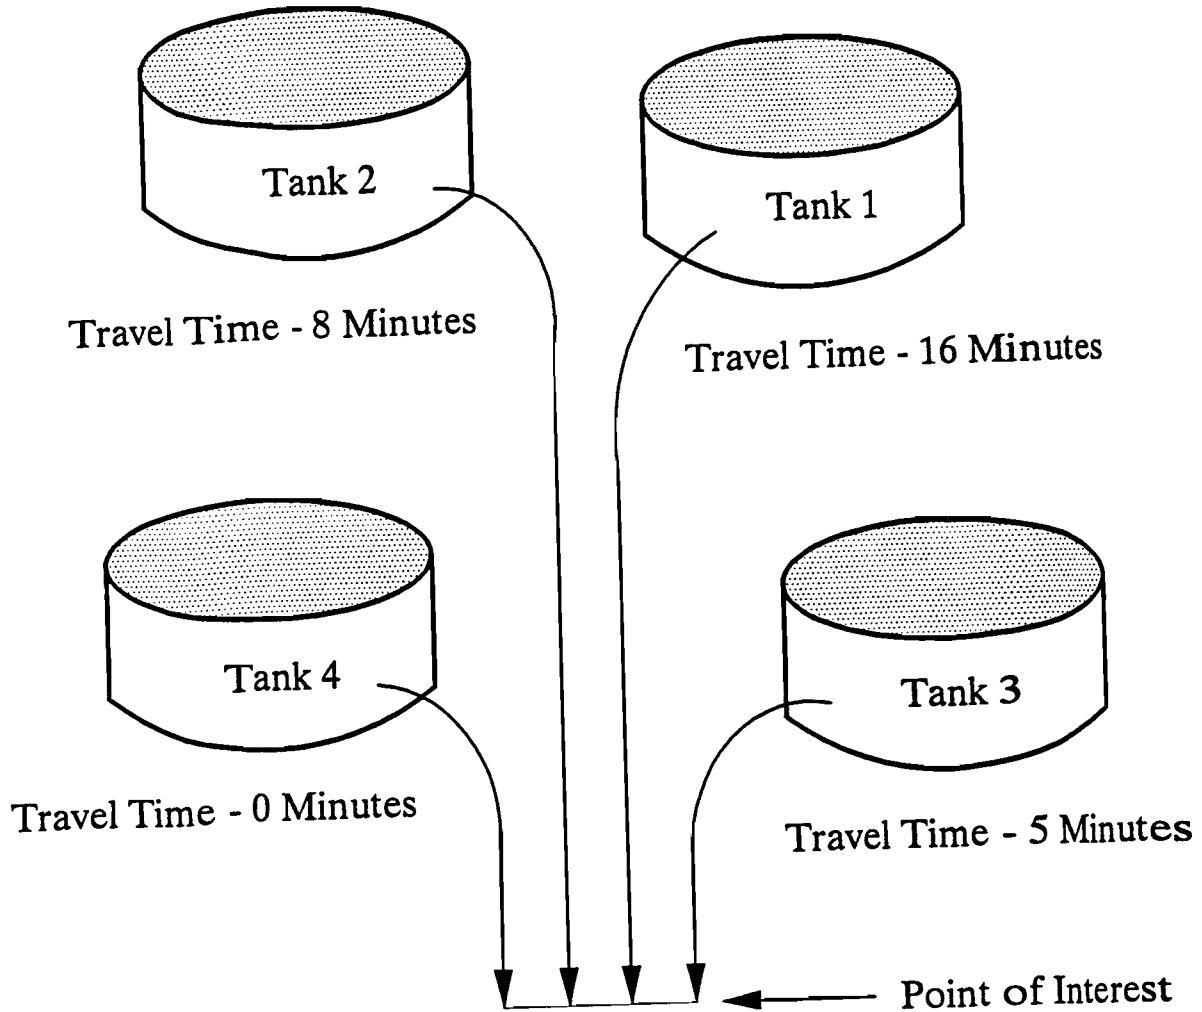 Tank 2
Tank 1
Travel Time - 8 Minutes
Travel Time - 16 Minutes
Tank 4
Tank 3
Travel Time - 0 Minutes
Travel Time - 5 Minutes
Point of Interest